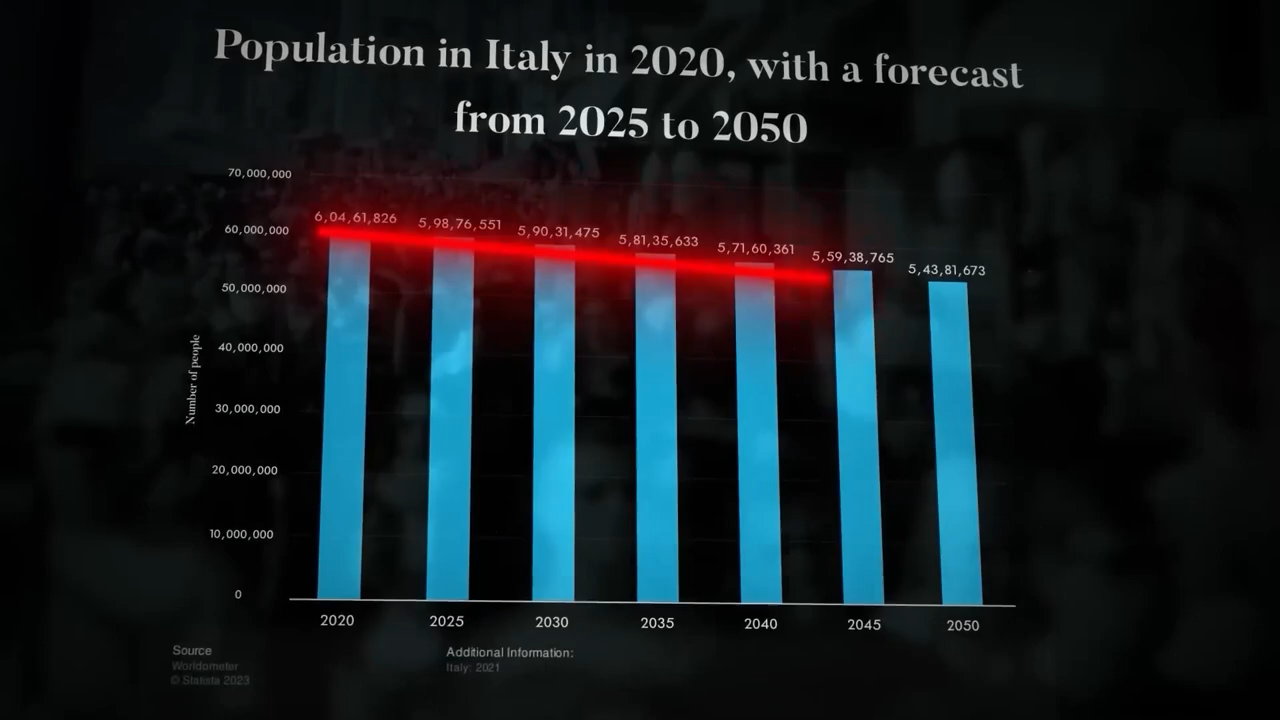 Population in Italy in 2020, with a forecast
from 2025 to 2050
70,000,000
60,000,000
50,000,000
40,000,000
30,000,000
20,000,000
10,000,000
0
Number of people
6,04,61,826
5,98,76,551
5,90,31,475
5,81,35,633
5,71,60,361
5,59,38,765
5,43,81,673
2020
2025
2030
2035
2040
2045
2050
Source
Worldometer
© Statista 2023
Additional Information:
Italy: 2021